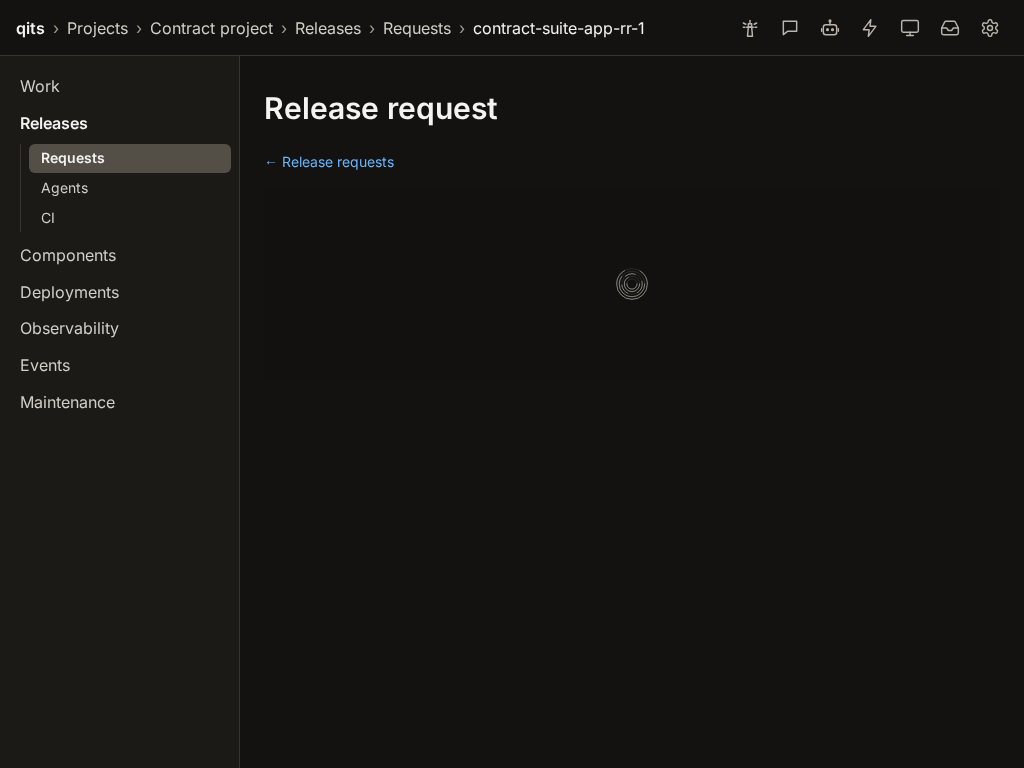 qits › Projects › Contract project › Releases › Requests › contract-suite-app-rr-1
Work
Releases
Requests
Agents
CI
Components
Deployments
Observability
Events
Maintenance
Release request
← Release requests